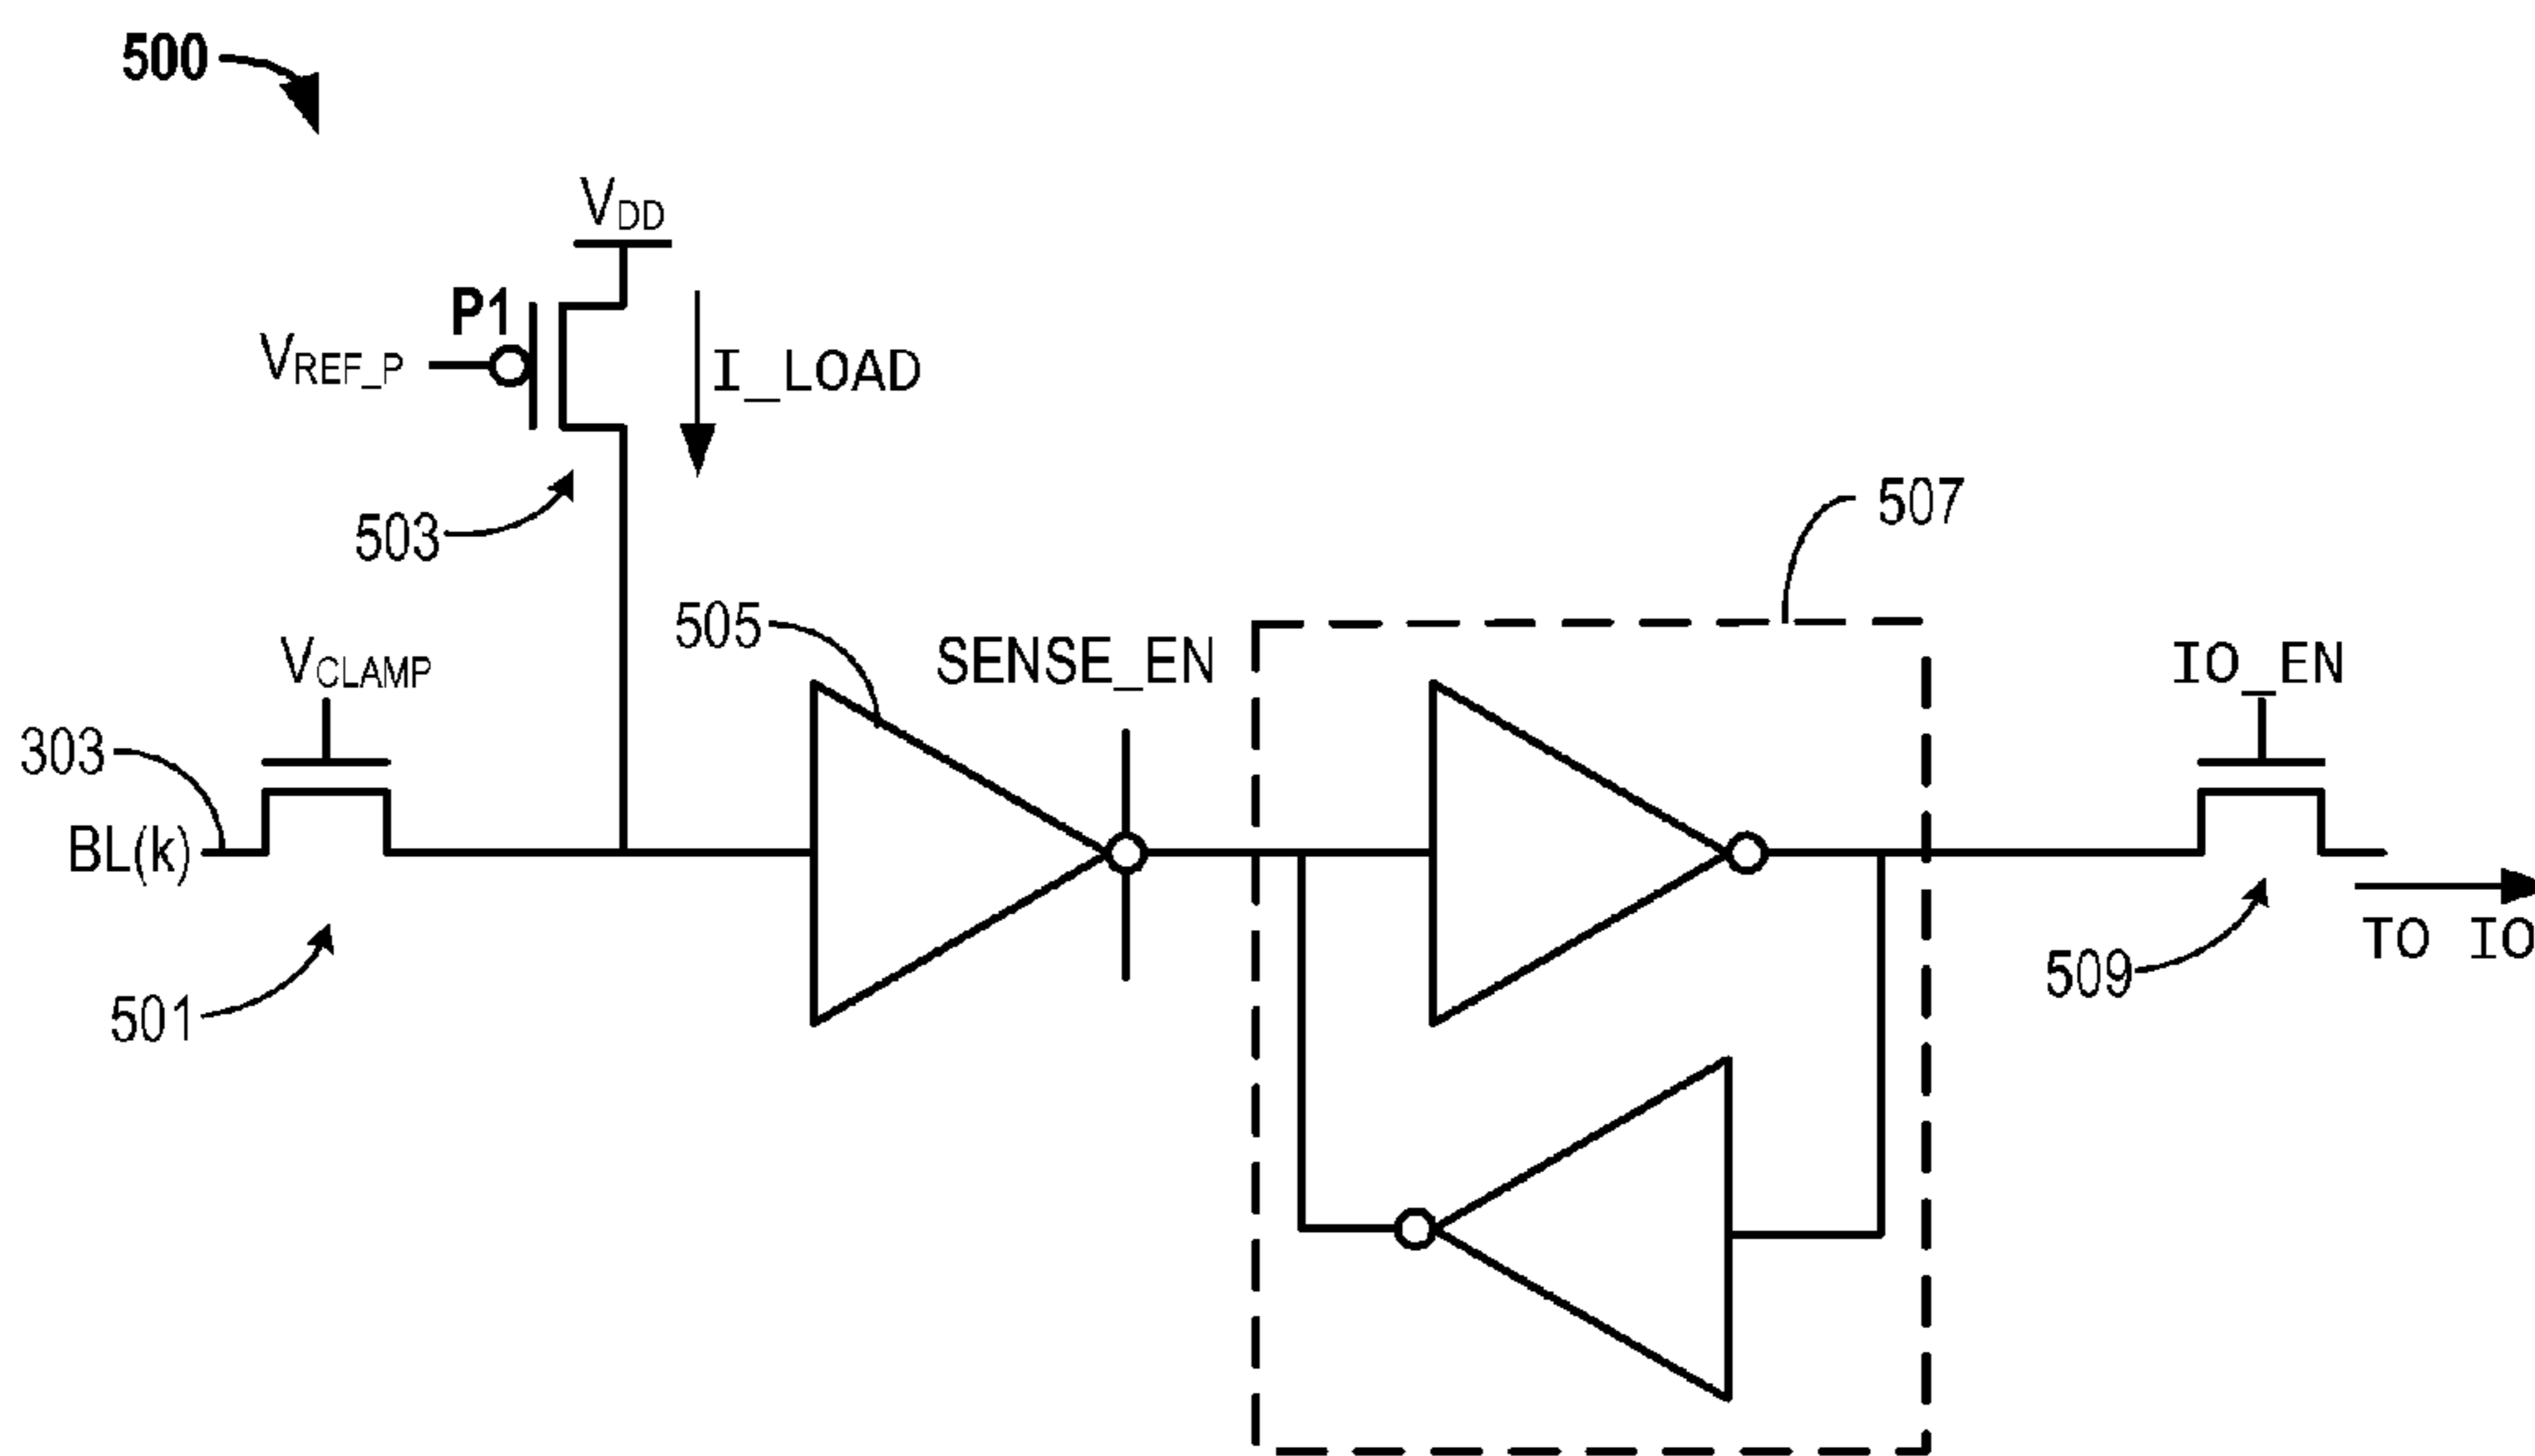 500
VDD
P1
VREF_P
I_LOAD
503
507
505
SENSE_EN
VCLAMP
IO_EN
303
BL(k)
501
509
TO IO